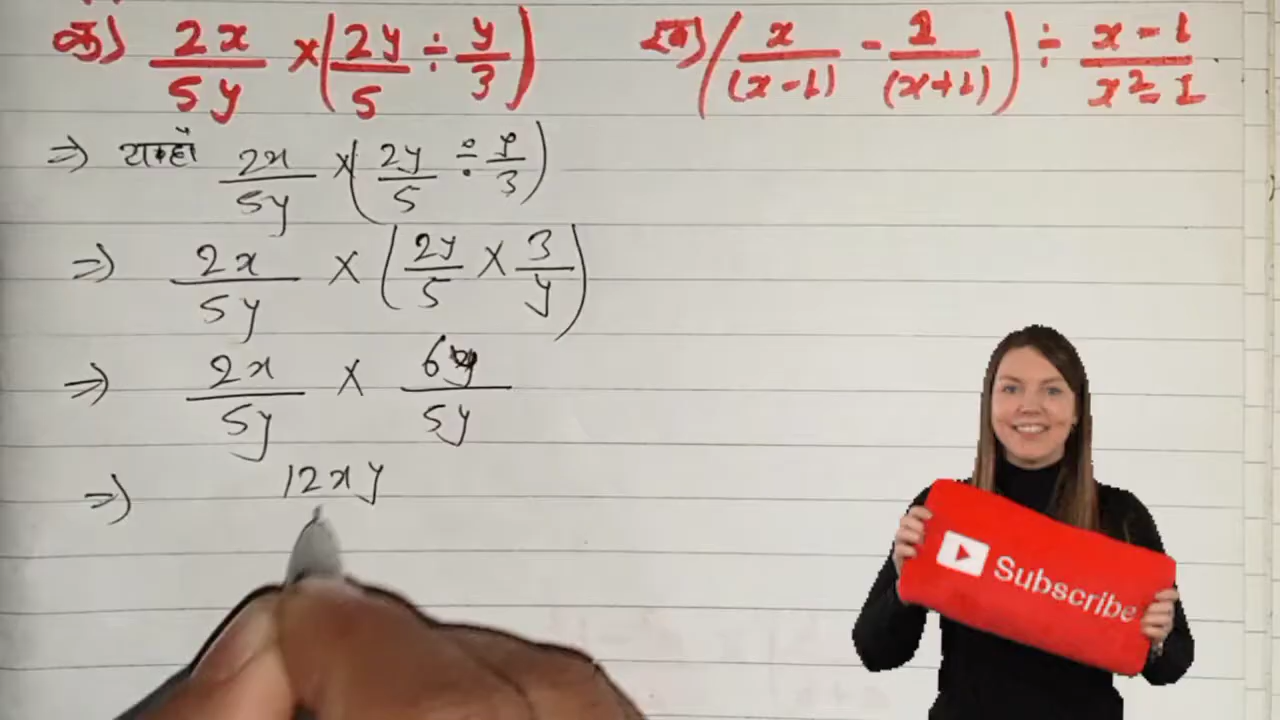 क) 2x/5y × (2y/5 ÷ y/3)
ख) (x/(x-1) - 1/(x+1)) ÷ x-1/x²-1
⇒ यहाँ 2x/5y × (2y/5 ÷ y/3)
⇒ 2x/5y × (2y/5 × 3/y)
⇒ 2x/5y × 6y/5y
⇒ 12xy
Subscribe